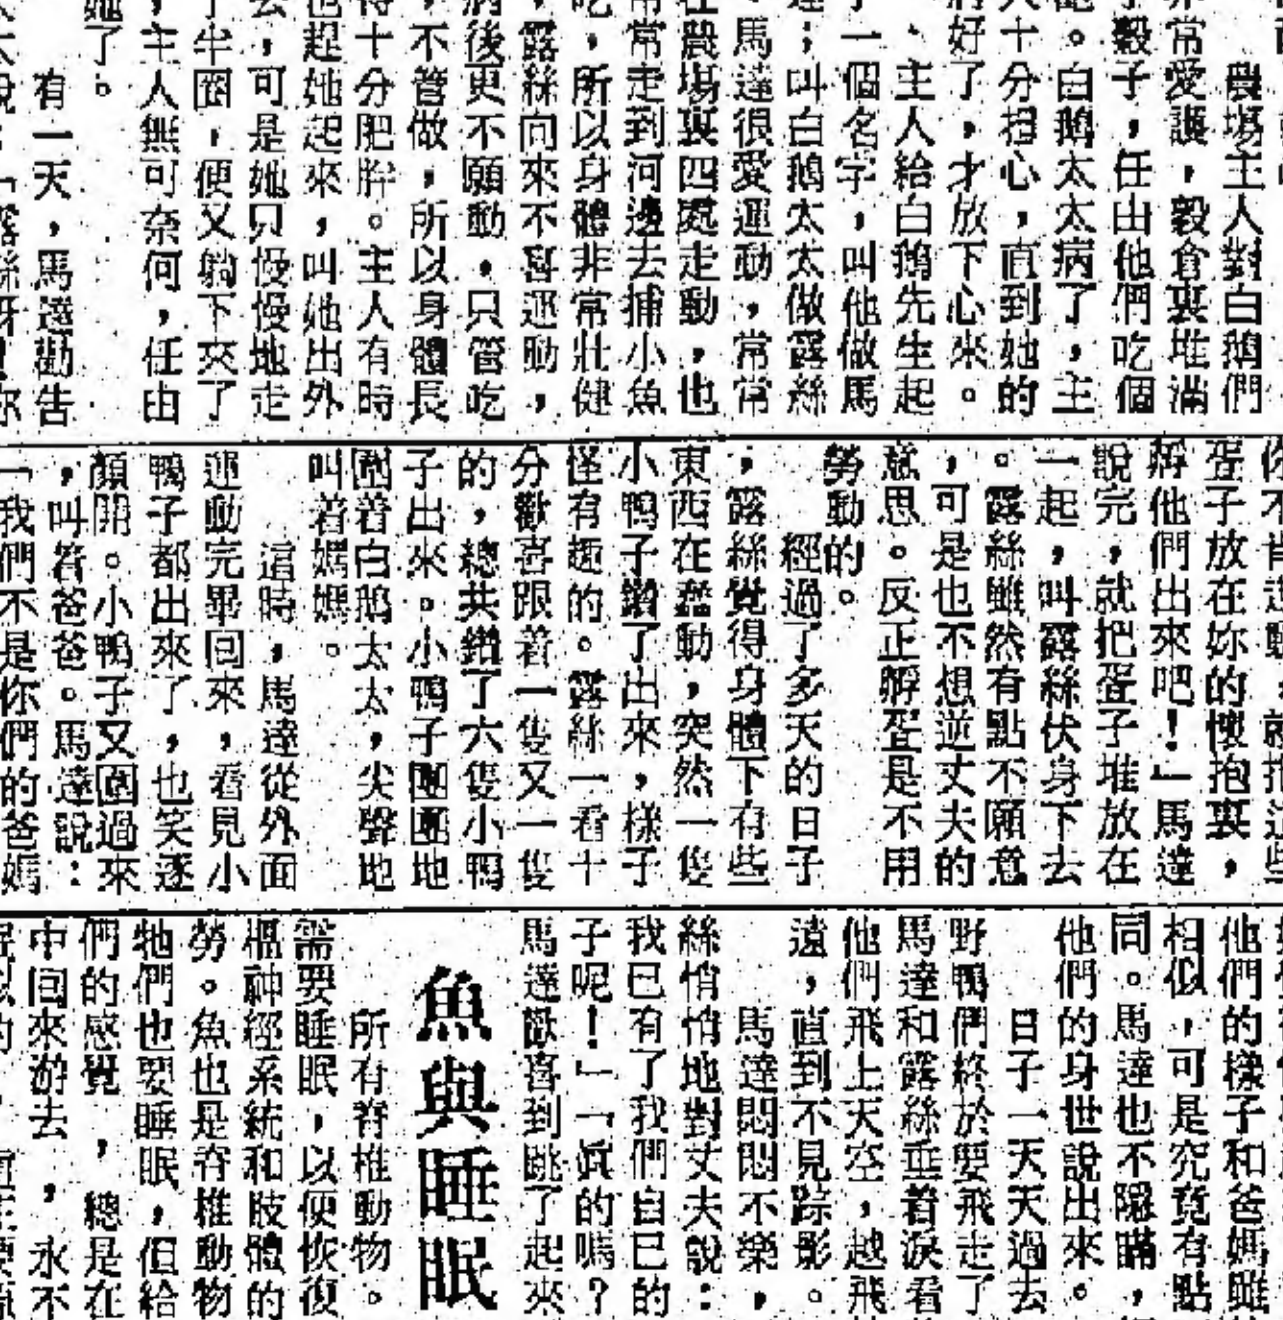 農場主人對白鵝們
常愛護，穀倉裏堆滿
穀子，任由他們吃個
。白鵝太太病了，主
十分担心，直到她的
好了，才放下心來。
主人給白鵝先生起
一個名字，叫他做馬
達；叫白鵝太太做露絲
馬達很愛運動，常常
在農場裏四處走動，也
常走到河邊去捕小魚
吃，所以身體非常壯健
露絲向來不喜運動，
病後更不願動，只管吃
，不管做，所以身體長
得十分肥胖。主人有時
也趕她起來，叫她出外
去，可是她只慢慢地走
了半圈，便又躺下來了
，主人無可奈何，任由
她了。
有一天，馬達勸告
蛋子放在妳的懷抱裏，
孵他們出來吧！」馬達
說完，就把蛋子堆放在
一起，叫露絲伏身下去
。露絲雖然有點不願意
，可是也不想逆丈夫的
意思。反正孵蛋是不用
勞動的。
經過了多天的日子
，露絲覺得身體下有些
東西在蠢動，突然一隻
小鴨子鑽了出來，樣子
怪有趣的。露絲一看十
分歡喜跟着一隻又一隻
的，總共鑽了六隻小鴨
子出來。小鴨子團團地
圍着白鵝太太，尖聲地
叫着媽媽。
這時，馬達從外面
運動完畢回來，看見小
鴨子都出來了，也笑逐
顏開。小鴨子又圍過來
，叫着爸爸。馬達說：
「我們不是你們的爸媽
他們的樣子和爸媽雖
相似，可是究竟有點
同。馬達也不隱瞞，
他們的身世說出來。
日子一天天過去
野鴨們終於要飛走了
馬達和露絲垂着淚看
他們飛上天空，越飛
遠，直到不見踪影。
馬達悶悶不樂，
絲悄悄地對丈夫說：
我已有了我們自己的
子呢！」「真的嗎？
馬達歡喜到跳了起來
魚與睡眠
所有脊椎動物。
需要睡眠，以便恢復
樞神經系統和肢體的
勞。魚也是脊椎動物
牠們也要睡眠，但給
們的感覺，總是在
中回來游去，永不